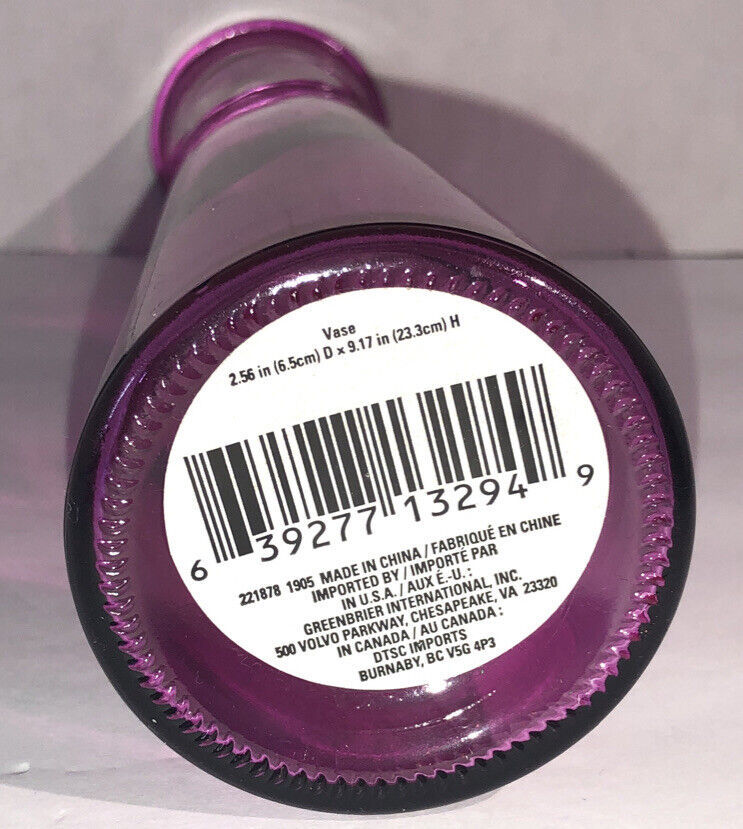 Vase
2.56 in (6.5cm) D x 9.17 in (23.3cm) H
6 39277 13294 9
221878 1905 MADE IN CHINA / FABRIQUÉ EN CHINE
IMPORTED BY / IMPORTÉ PAR
IN U.S.A. / AUX É.-U. :
GREENBRIER INTERNATIONAL, INC.
500 VOLVO PARKWAY, CHESAPEAKE, VA 23320
IN CANADA / AU CANADA :
DTSC IMPORTS
BURNABY, BC V5G 4P3